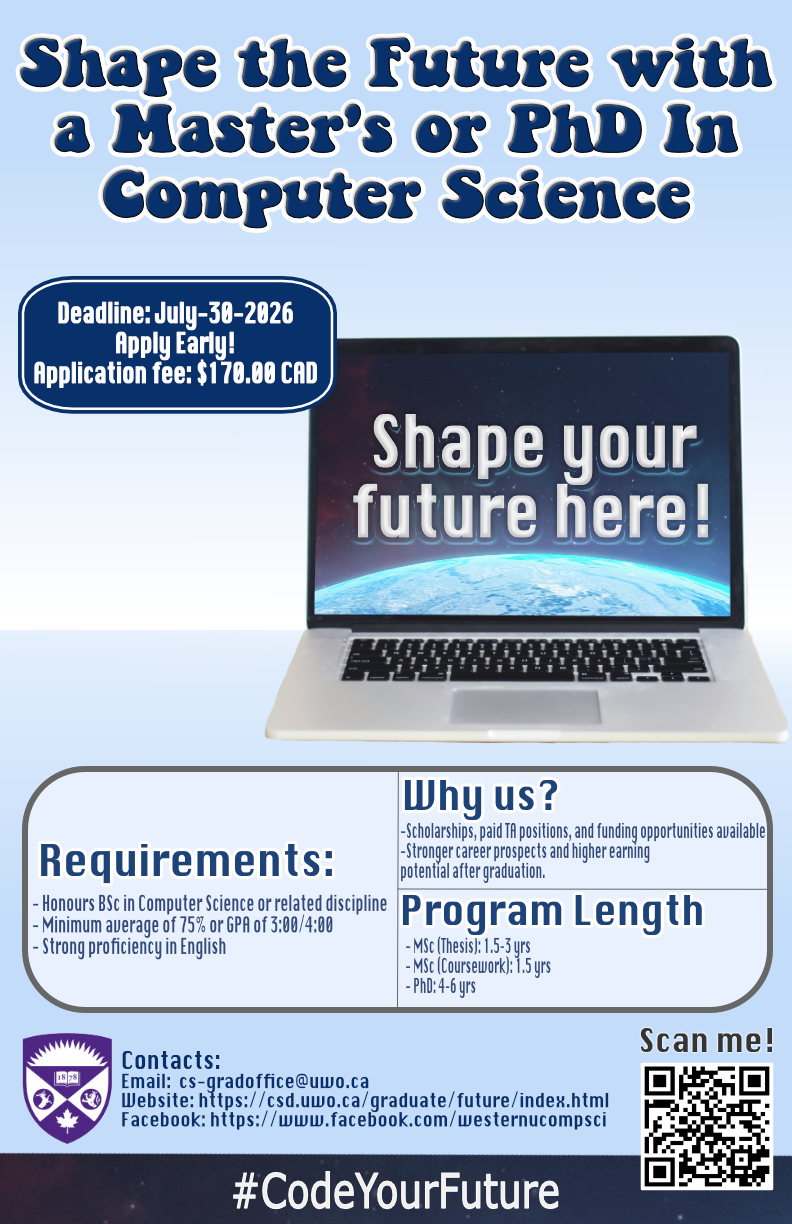 Shape the Future with
a Master's or PhD In
Computer Science
Deadline: July-30-2026
Apply Early!
Application fee: $170.00 CAD
Shape your
future here!
Requirements:
- Honours BSc in Computer Science or related discipline
- Minimum average of 75% or GPA of 3:00/4:00
- Strong proficiency in English
Why us?
-Scholarships, paid TA positions, and funding opportunities available
-Stronger career prospects and higher earning
potential after graduation.
Program Length
- MSc (Thesis): 1.5-3 yrs
- MSc (Coursework): 1.5 yrs
- PhD: 4-6 yrs
1878
Contacts:
Email: cs-gradoffice@uwo.ca
Website: https://csd.uwo.ca/graduate/future/index.html
Facebook: https://www.facebook.com/westernucompsci
Scan me!
#CodeYourFuture